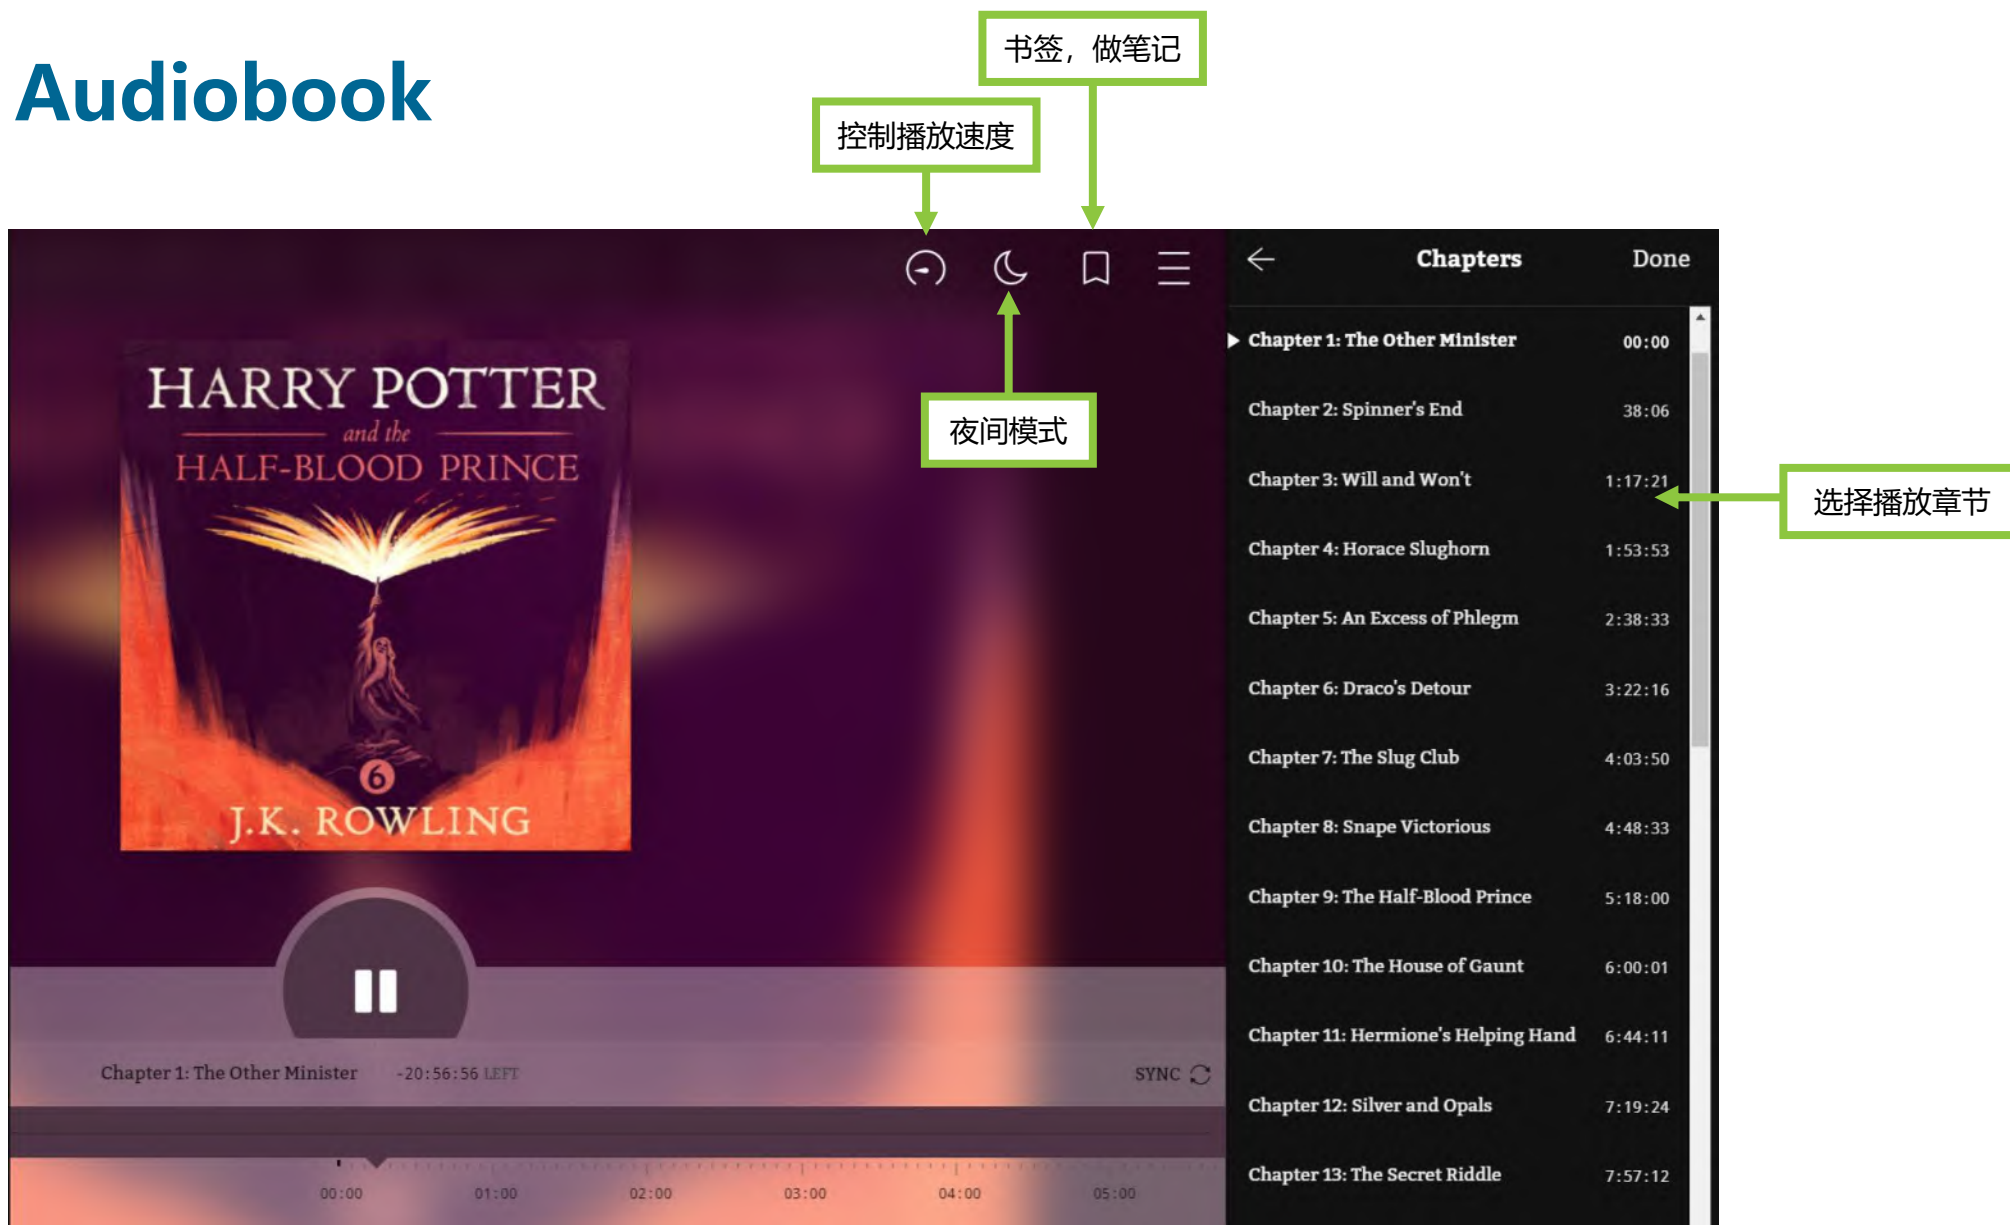 书签，做笔记
Audiobook
控制播放速度
Chapters
Done
HARRY POTTER
and the
HALF-BLOOD PRINCE
6
J.K. ROWLING
夜间模式
Chapter 1: The Other Minister 00:00
Chapter 2: Spinner's End 38:06
Chapter 3: Will and Won't 1:17:21
选择播放章节
Chapter 4: Horace Slughorn 1:53:53
Chapter 5: An Excess of Phlegm 2:38:33
Chapter 6: Draco's Detour 3:22:16
Chapter 7: The Slug Club 4:03:50
Chapter 8: Snape Victorious 4:48:33
Chapter 9: The Half-Blood Prince 5:18:00
Chapter 10: The House of Gaunt 6:00:01
Chapter 11: Hermione's Helping Hand 6:44:11
Chapter 12: Silver and Opals 7:19:24
Chapter 13: The Secret Riddle 7:57:12
Chapter 1: The Other Minister -20:56:56 LEFT
SYNC
00:00 01:00 02:00 03:00 04:00 05:00